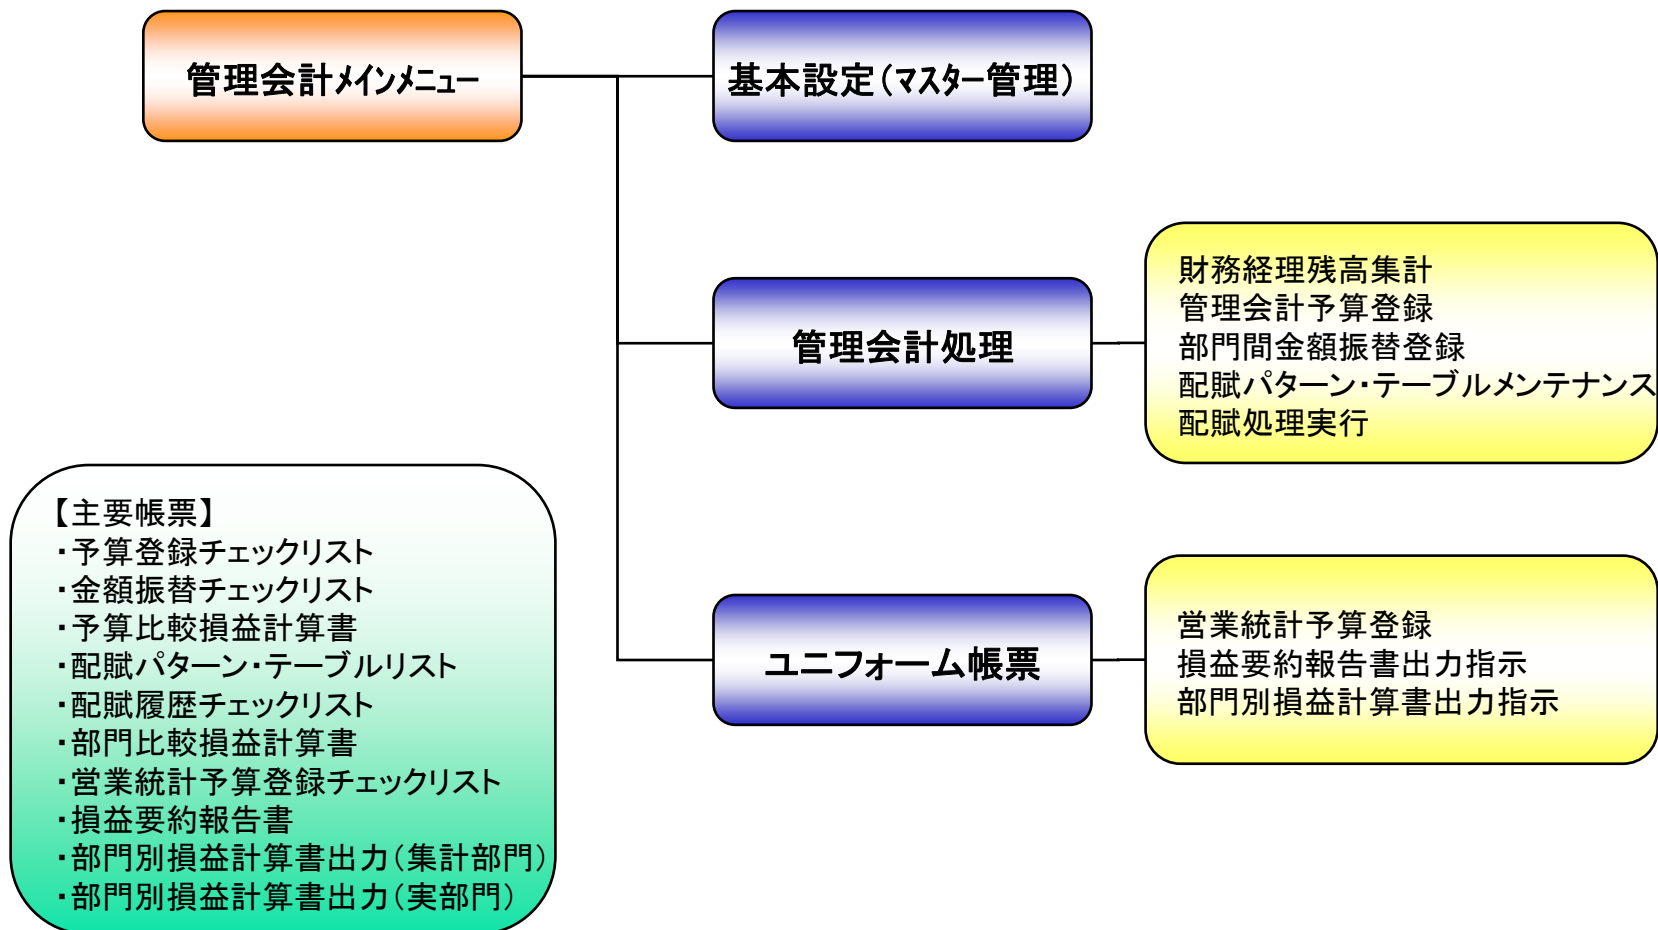 管理会計メインメニュー
基本設定（マスター管理）
管理会計処理
財務経理残高集計
管理会計予算登録
部門間金額振替登録
配賦パターン・テーブルメンテナンス
配賦処理実行
ユニフォーム帳票
営業統計予算登録
損益要約報告書出力指示
部門別損益計算書出力指示
【主要帳票】
・予算登録チェックリスト
・金額振替チェックリスト
・予算比較損益計算書
・配賦パターン・テーブルリスト
・配賦履歴チェックリスト
・部門比較損益計算書
・営業統計予算登録チェックリスト
・損益要約報告書
・部門別損益計算書出力（集計部門）
・部門別損益計算書出力（実部門）